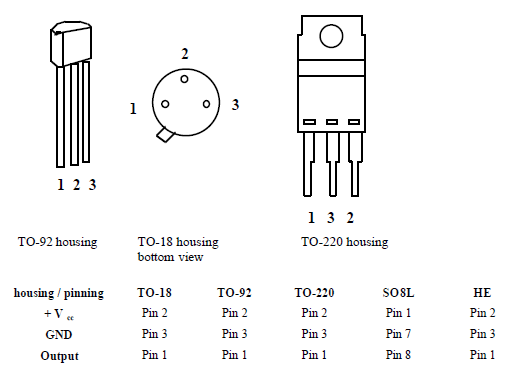 2
1 3
1 2 3
1 3 2
TO-92 housing TO-18 housing TO-220 housing
bottom view
housing / pinning TO-18 TO-92 TO-220 SO8L HE
+ V cc Pin 2 Pin 2 Pin 2 Pin 1 Pin 2
GND Pin 3 Pin 3 Pin 3 Pin 7 Pin 3
Output Pin 1 Pin 1 Pin 1 Pin 8 Pin 1